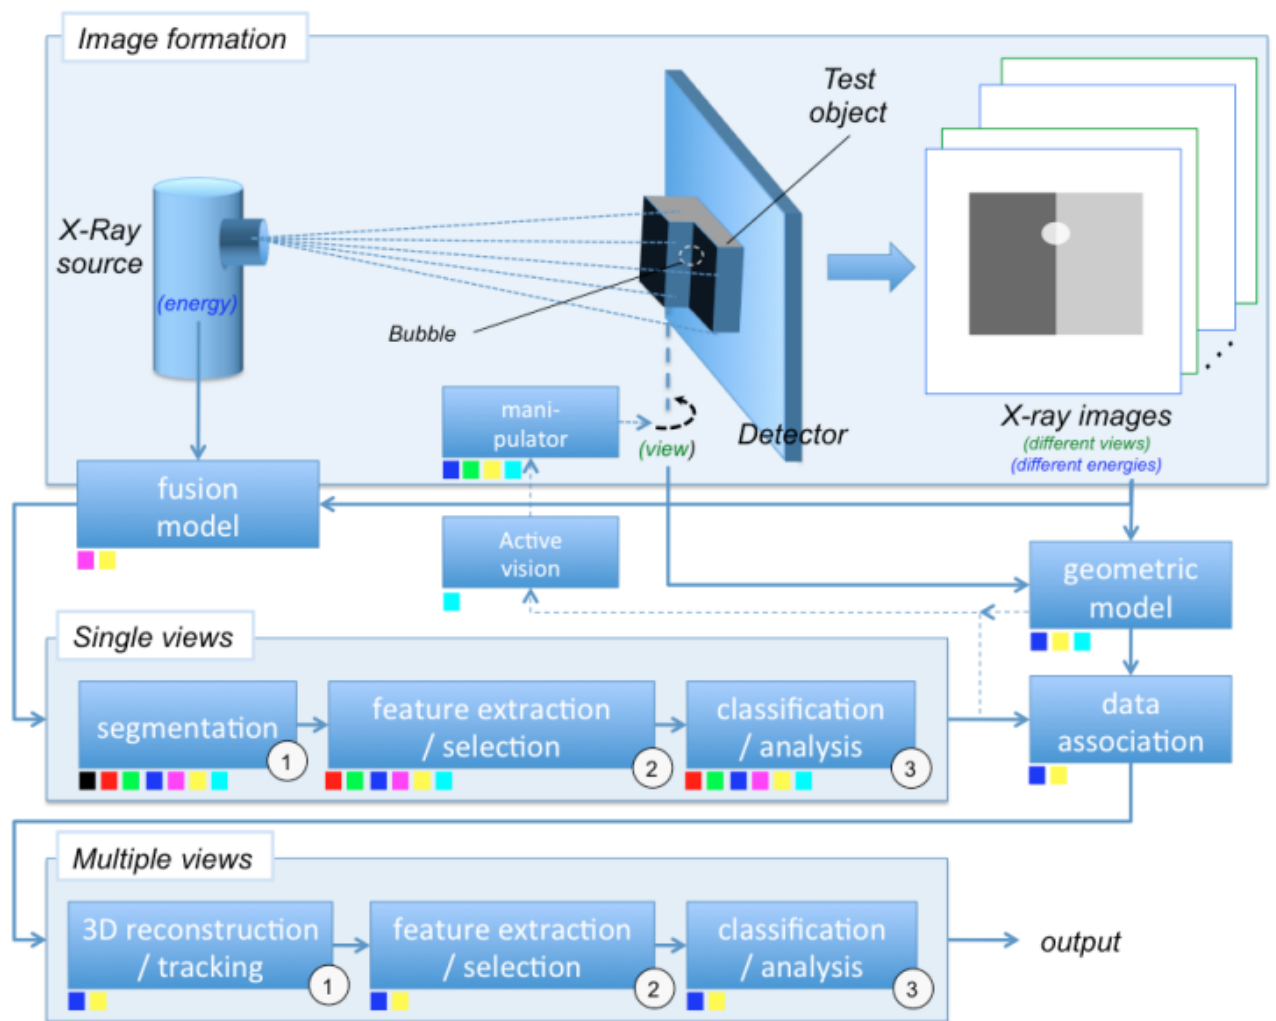 Image formation
Test
object
X-Ray
source
(energy)
Bubble
mani-
pulator
(view)
Detector
X-ray images
(different views)
(different energies)
fusion
model
Active
vision
geometric
model
Single views
segmentation
1
feature extraction
/ selection
2
classification
/ analysis
3
data
association
Multiple views
3D reconstruction
/ tracking
1
feature extraction
/ selection
2
classification
/ analysis
3
output